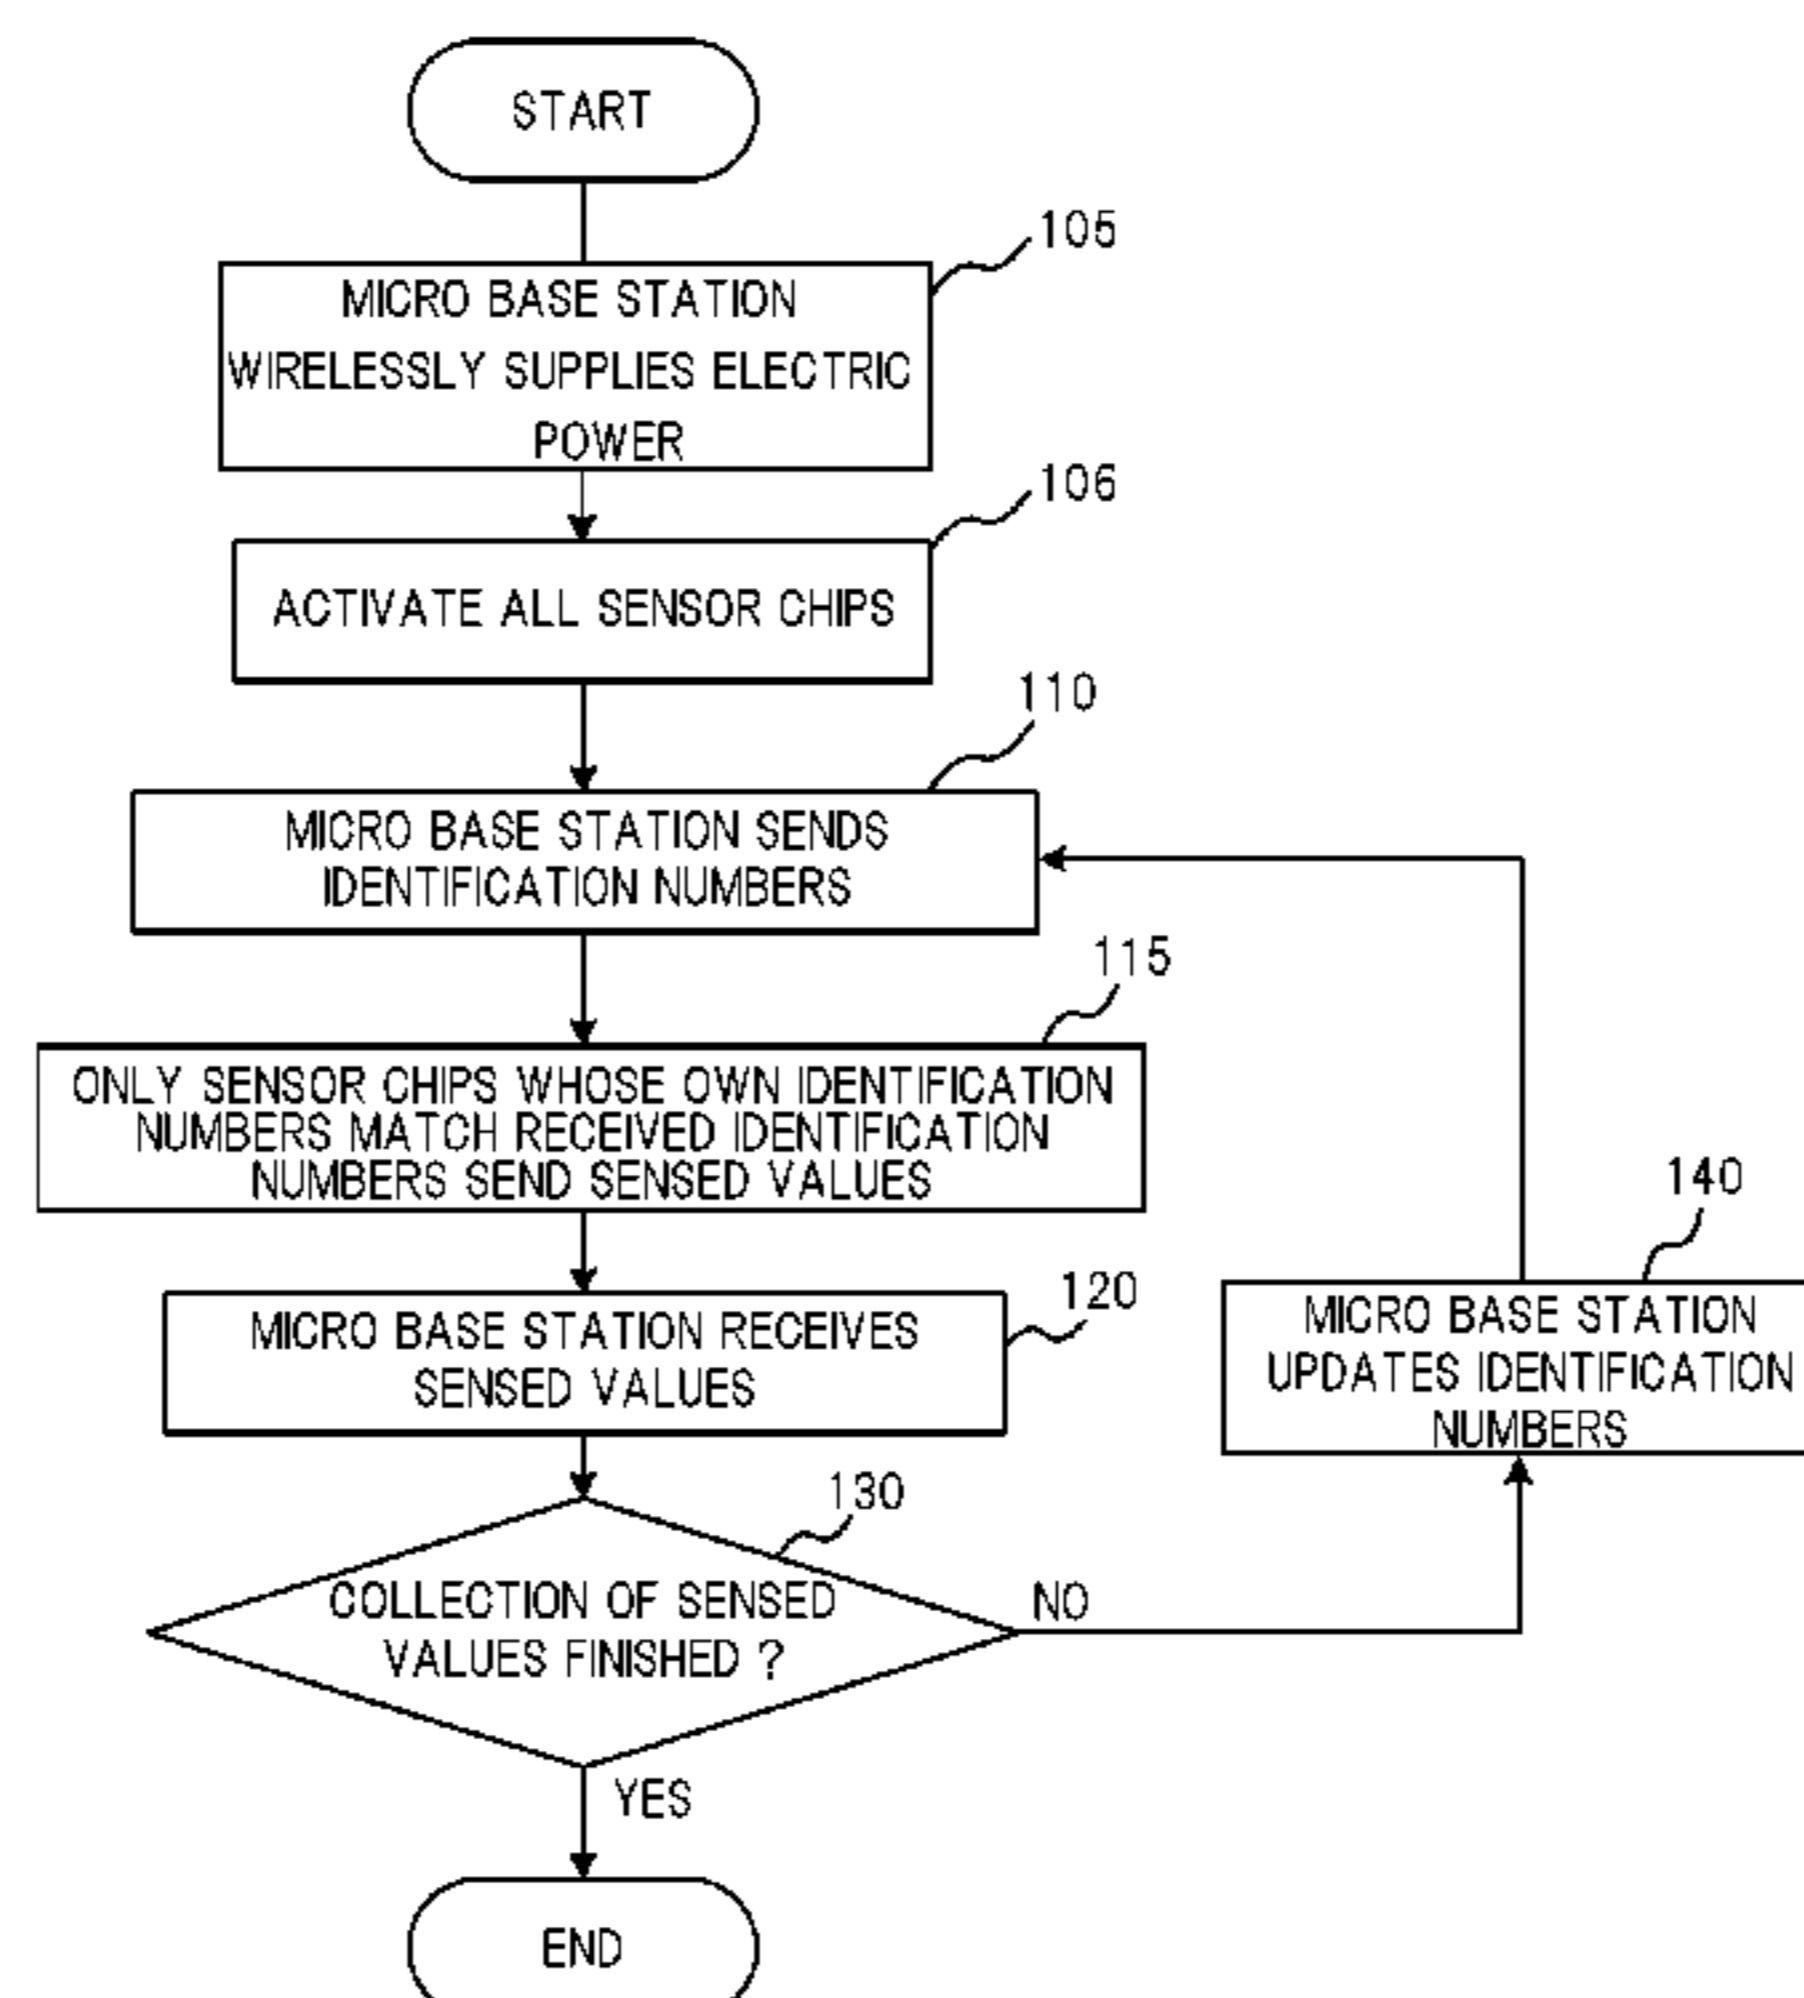 START
105
MICRO BASE STATION
WIRELESSLY SUPPLIES ELECTRIC
POWER
106
ACTIVATE ALL SENSOR CHIPS
110
MICRO BASE STATION SENDS
IDENTIFICATION NUMBERS
115
ONLY SENSOR CHIPS WHOSE OWN IDENTIFICATION
NUMBERS MATCH RECEIVED IDENTIFICATION
NUMBERS SEND SENSED VALUES
120
MICRO BASE STATION RECEIVES
SENSED VALUES
140
MICRO BASE STATION
UPDATES IDENTIFICATION
NUMBERS
130
COLLECTION OF SENSED
VALUES FINISHED ?
NO
YES
END